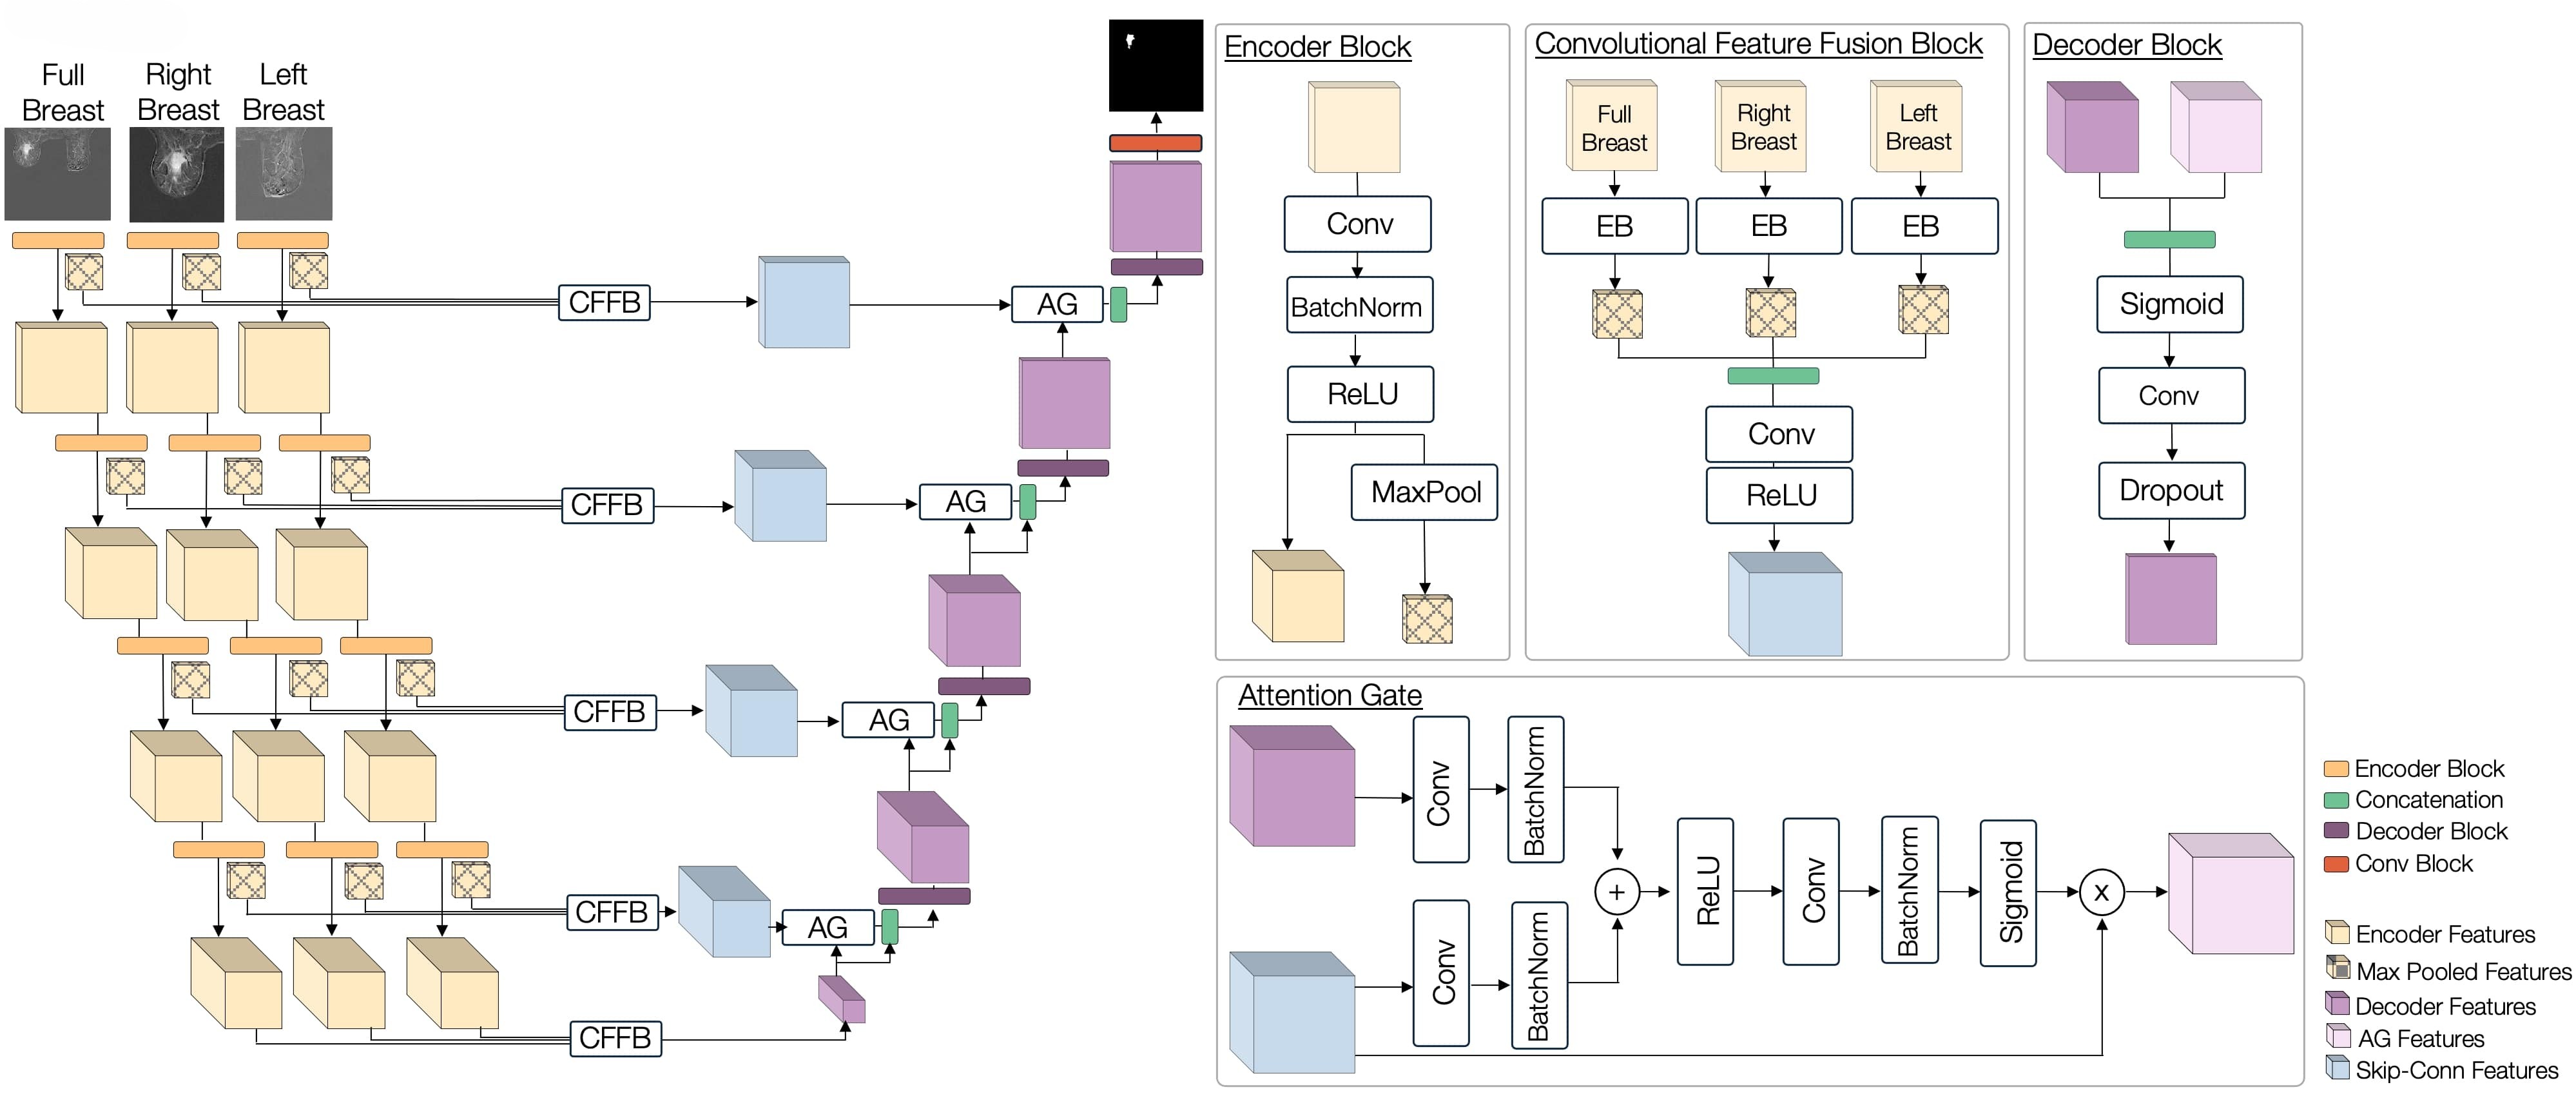 Full
Breast
Right
Breast
Left
Breast
CFFB
AG
CFFB
AG
CFFB
AG
CFFB
AG
CFFB
Encoder Block
Conv
BatchNorm
ReLU
MaxPool
Convolutional Feature Fusion Block
Full
Breast
Right
Breast
Left
Breast
EB
EB
EB
Conv
ReLU
Decoder Block
Sigmoid
Conv
Dropout
Attention Gate
Conv
BatchNorm
Conv
BatchNorm
+
ReLU
Conv
BatchNorm
Sigmoid
x
Encoder Block
Concatenation
Decoder Block
Conv Block
Encoder Features
Max Pooled Features
Decoder Features
AG Features
Skip-Conn Features